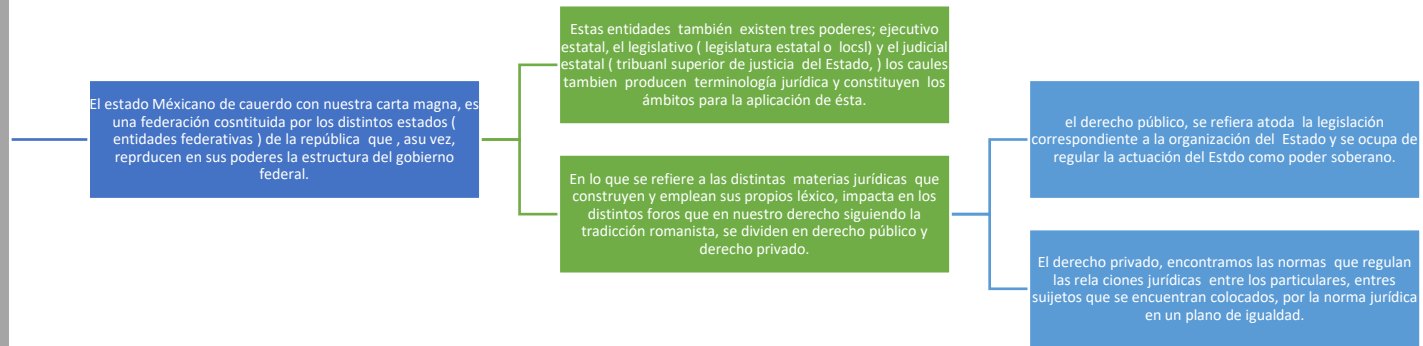 El estado Méxicano de cauerdo con nuestra carta magna, es
una federación cosntituida por los distintos estados (
entidades federativas ) de la república que , asu vez,
reprducen en sus poderes la estructura del gobierno
federal.
Estas entidades también existen tres poderes; ejecutivo
estatal, el legislativo ( legislatura estatal o locsl) y el judicial
estatal ( tribuanl superior de justicia del Estado, ) los caules
tambien producen terminología jurídica y constituyen los
ámbitos para la aplicación de ésta.
En lo que se refiere a las distintas materias jurídicas que
construyen y emplean sus propios léxico, impacta en los
distintos foros que en nuestro derecho siguiendo la
tradicción romanista, se dividen en derecho público y
derecho privado.
el derecho público, se refiera atoda la legislación
correspondiente a la organización del Estado y se ocupa de
regular la actuación del Estdo como poder soberano.
El derecho privado, encontramos las normas que regulan
las rela ciones jurídicas entre los particulares, entres
suijetos que se encuentran colocados, por la norma jurídica
en un plano de igualdad.